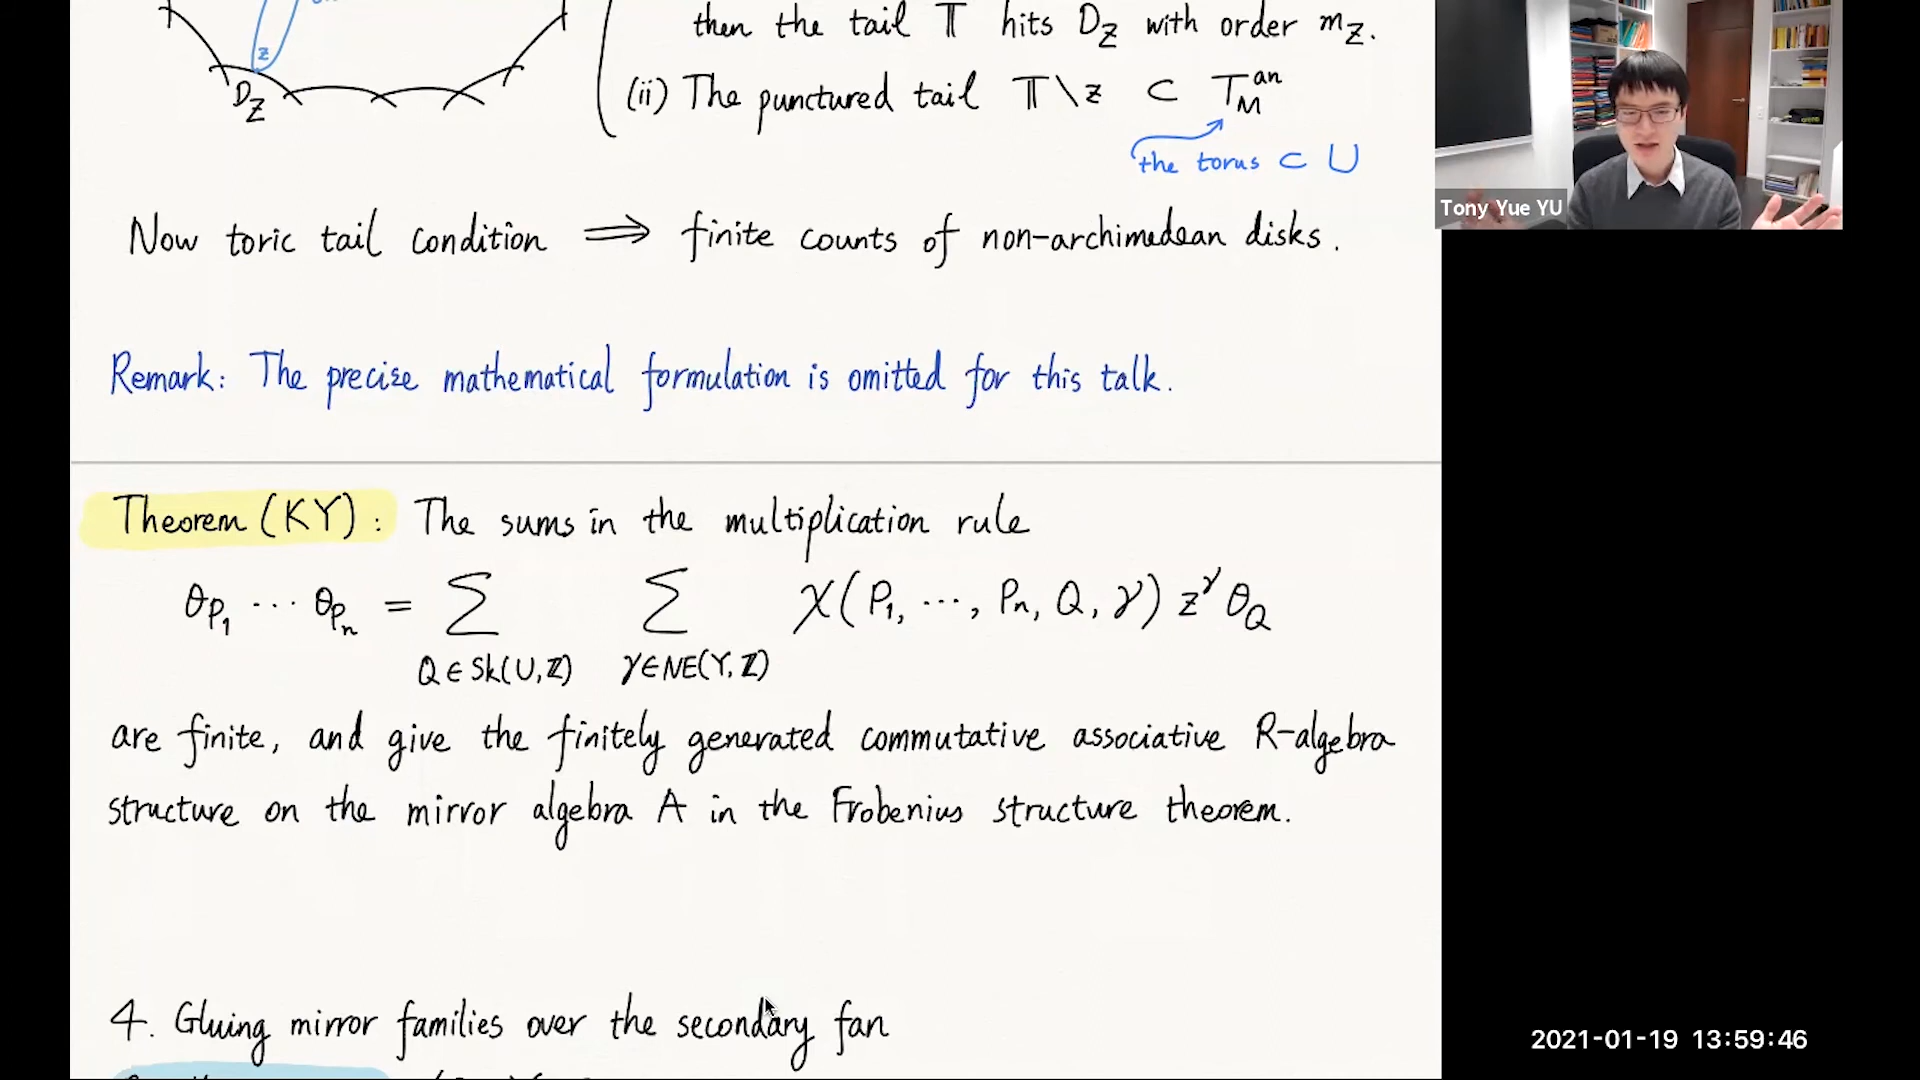 then the tail 𝕋 hits D_Z with order m_Z.
z
D_Z
(ii) The punctured tail 𝕋\z ⊂ T_M^an
the torus ⊂ U
Now toric tail condition ⟹ finite counts of non-archimedean disks.
Remark: The precise mathematical formulation is omitted for this talk.
Theorem (KY): The sums in the multiplication rule
θ_{P_1} ··· θ_{P_n} = Σ_{Q∈Sk(U,ℤ)} Σ_{γ∈NE(Y,ℤ)} χ(P_1, ···, P_n, Q, γ) z^γ θ_Q
are finite, and give the finitely generated commutative associative R-algebra
structure on the mirror algebra A in the Frobenius structure theorem.
4. Gluing mirror families over the secondary fan
Tony Yue YU
2021-01-19 13:59:46